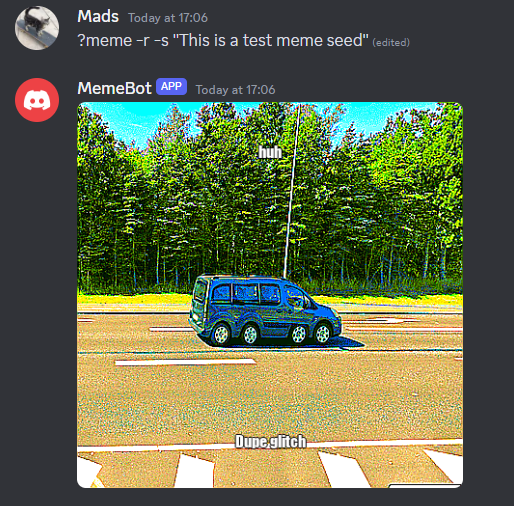 Mads Today at 17:06
?meme -r -s "This is a test meme seed" (edited)
MemeBot APP Today at 17:06
huh
Dupe glitch